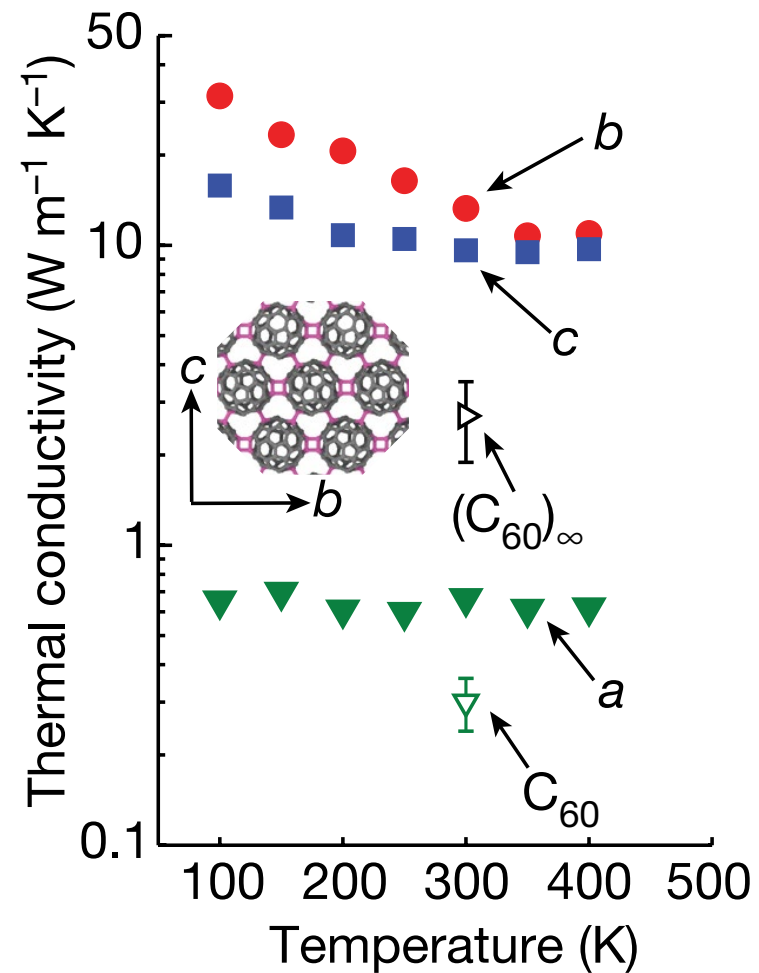 Thermal conductivity (W m⁻¹ K⁻¹)
50
10
1
0.1
b
c
c
b
(C₆₀)∞
a
C₆₀
100 200 300 400 500
Temperature (K)